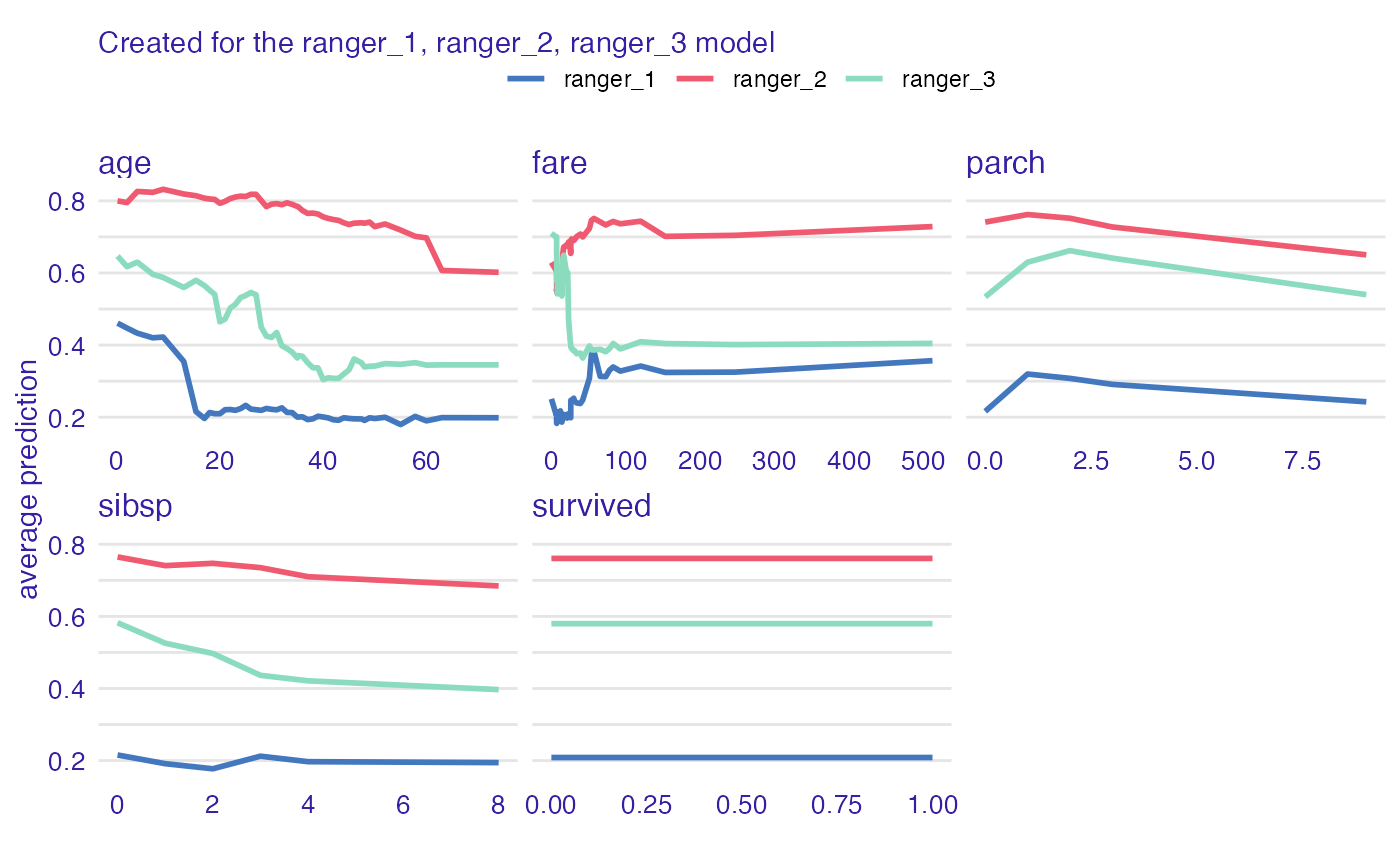 Created for the ranger_1, ranger_2, ranger_3 model
ranger_1 ranger_2 ranger_3
age fare parch
0.8
0.6
0.4
0.2
0 20 40 60 0 100 200 300 400 500 0.0 2.5 5.0 7.5
average prediction
sibsp survived
0.8
0.6
0.4
0.2
0 2 4 6 8 0.00 0.25 0.50 0.75 1.00